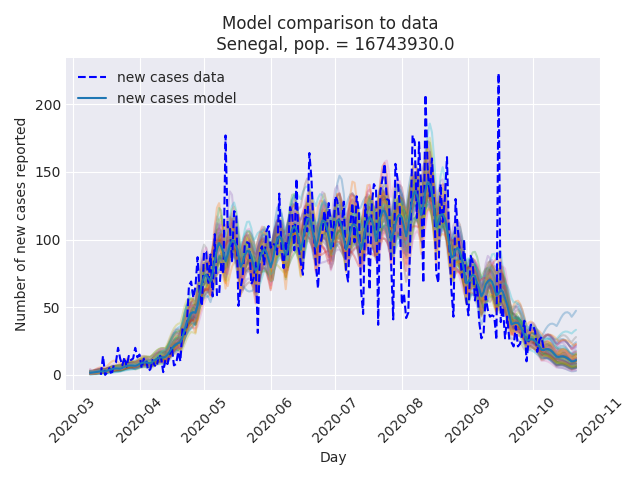 Model comparison to data
Senegal, pop. = 16743930.0
new cases data
new cases model
Number of new cases reported
200
150
100
50
0
2020-03
2020-04
2020-05
2020-06
2020-07
2020-08
2020-09
2020-10
2020-11
Day